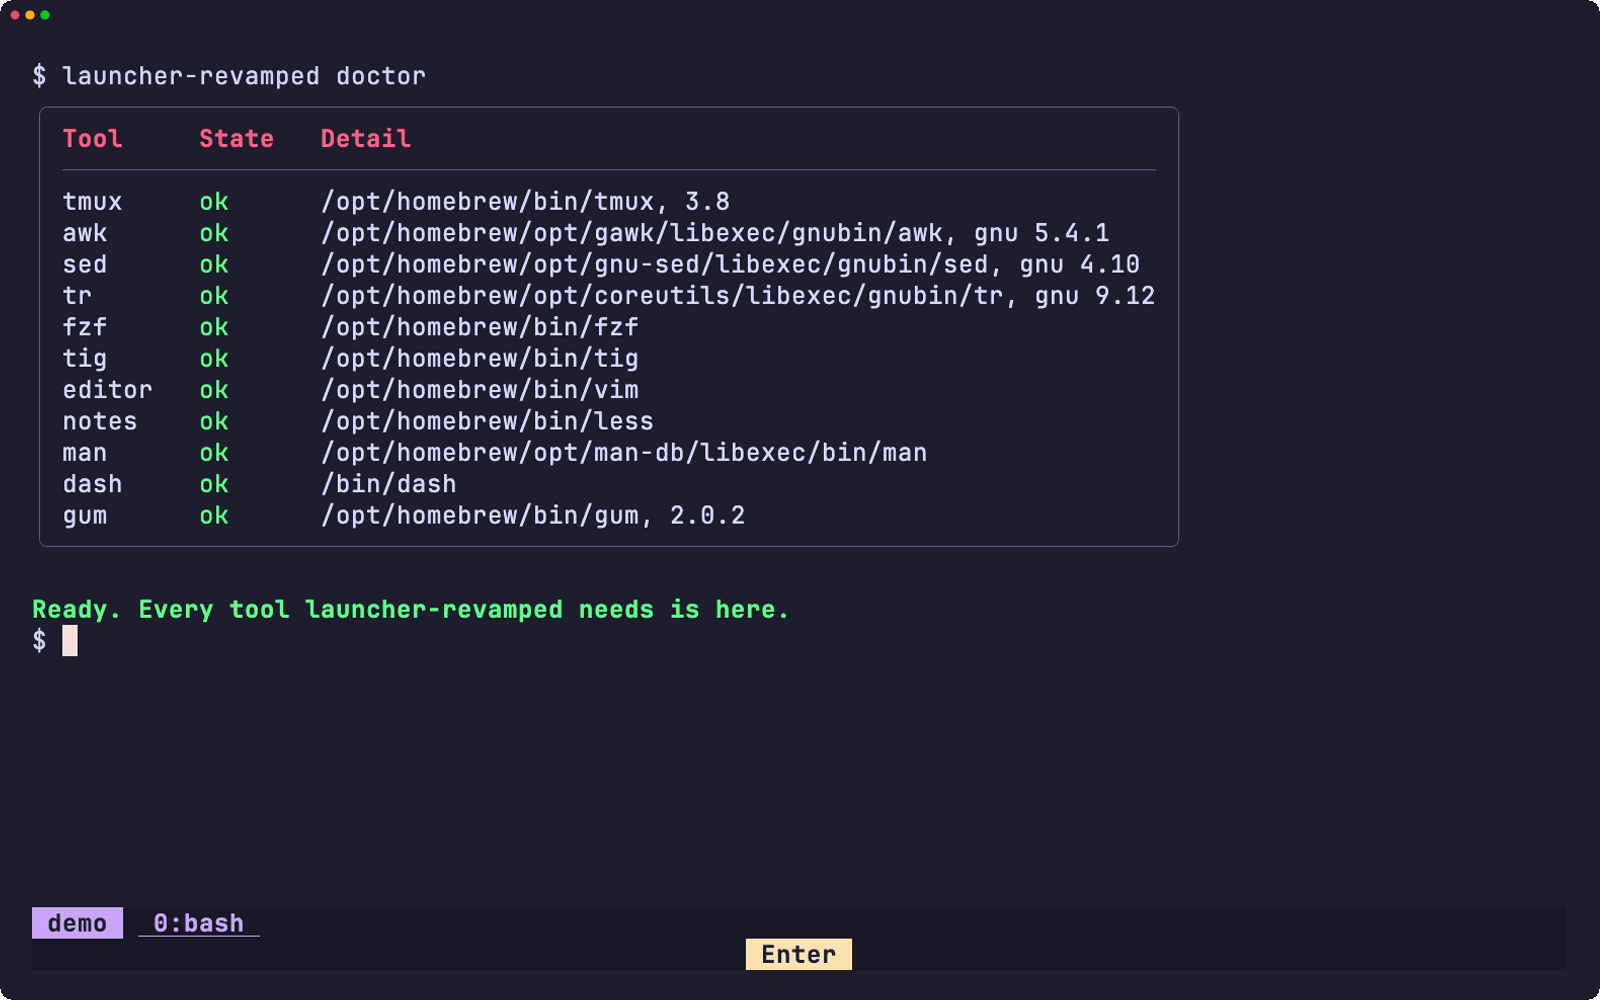 $ launcher-revamped doctor
Tool State Detail
tmux ok /opt/homebrew/bin/tmux, 3.8
awk ok /opt/homebrew/opt/gawk/libexec/gnubin/awk, gnu 5.4.1
sed ok /opt/homebrew/opt/gnu-sed/libexec/gnubin/sed, gnu 4.10
tr ok /opt/homebrew/opt/coreutils/libexec/gnubin/tr, gnu 9.12
fzf ok /opt/homebrew/bin/fzf
tig ok /opt/homebrew/bin/tig
editor ok /opt/homebrew/bin/vim
notes ok /opt/homebrew/bin/less
man ok /opt/homebrew/opt/man-db/libexec/bin/man
dash ok /bin/dash
gum ok /opt/homebrew/bin/gum, 2.0.2
Ready. Every tool launcher-revamped needs is here.
$
demo 0:bash
Enter